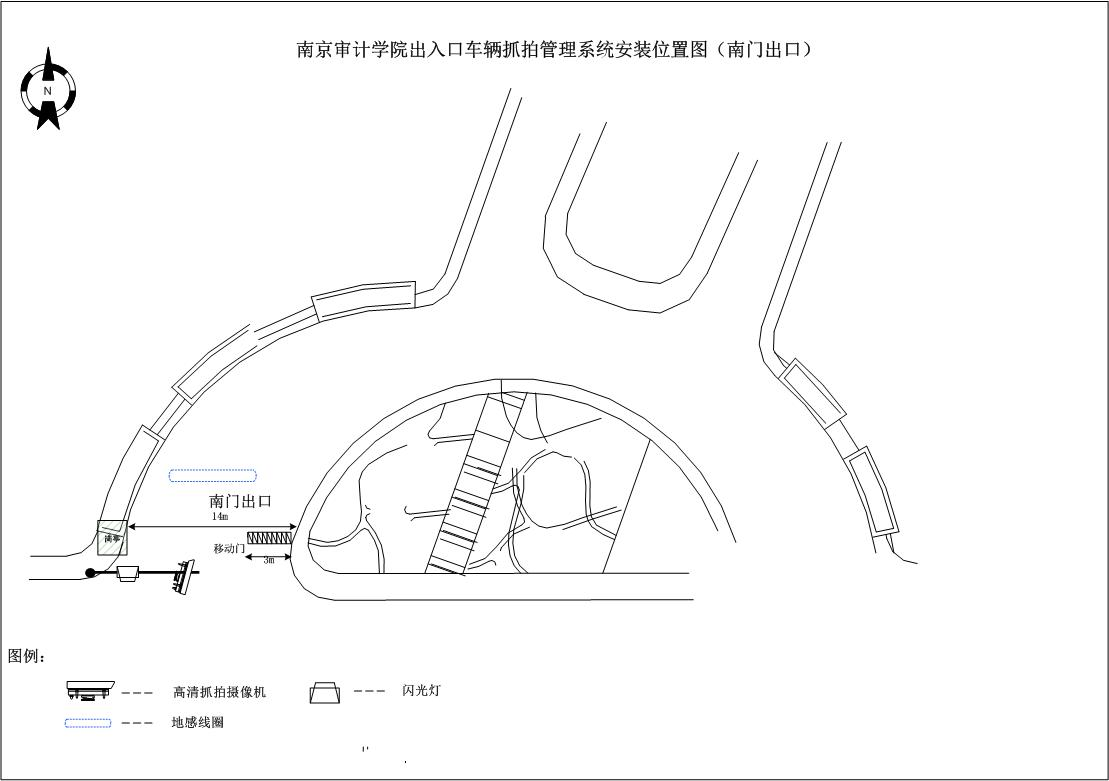 南京审计学院出入口车辆抓拍管理系统安装位置图（南门出口）
N
南门出口
14m
岗亭
移动门
3m
图例：
高清抓拍摄像机
闪光灯
地感线圈